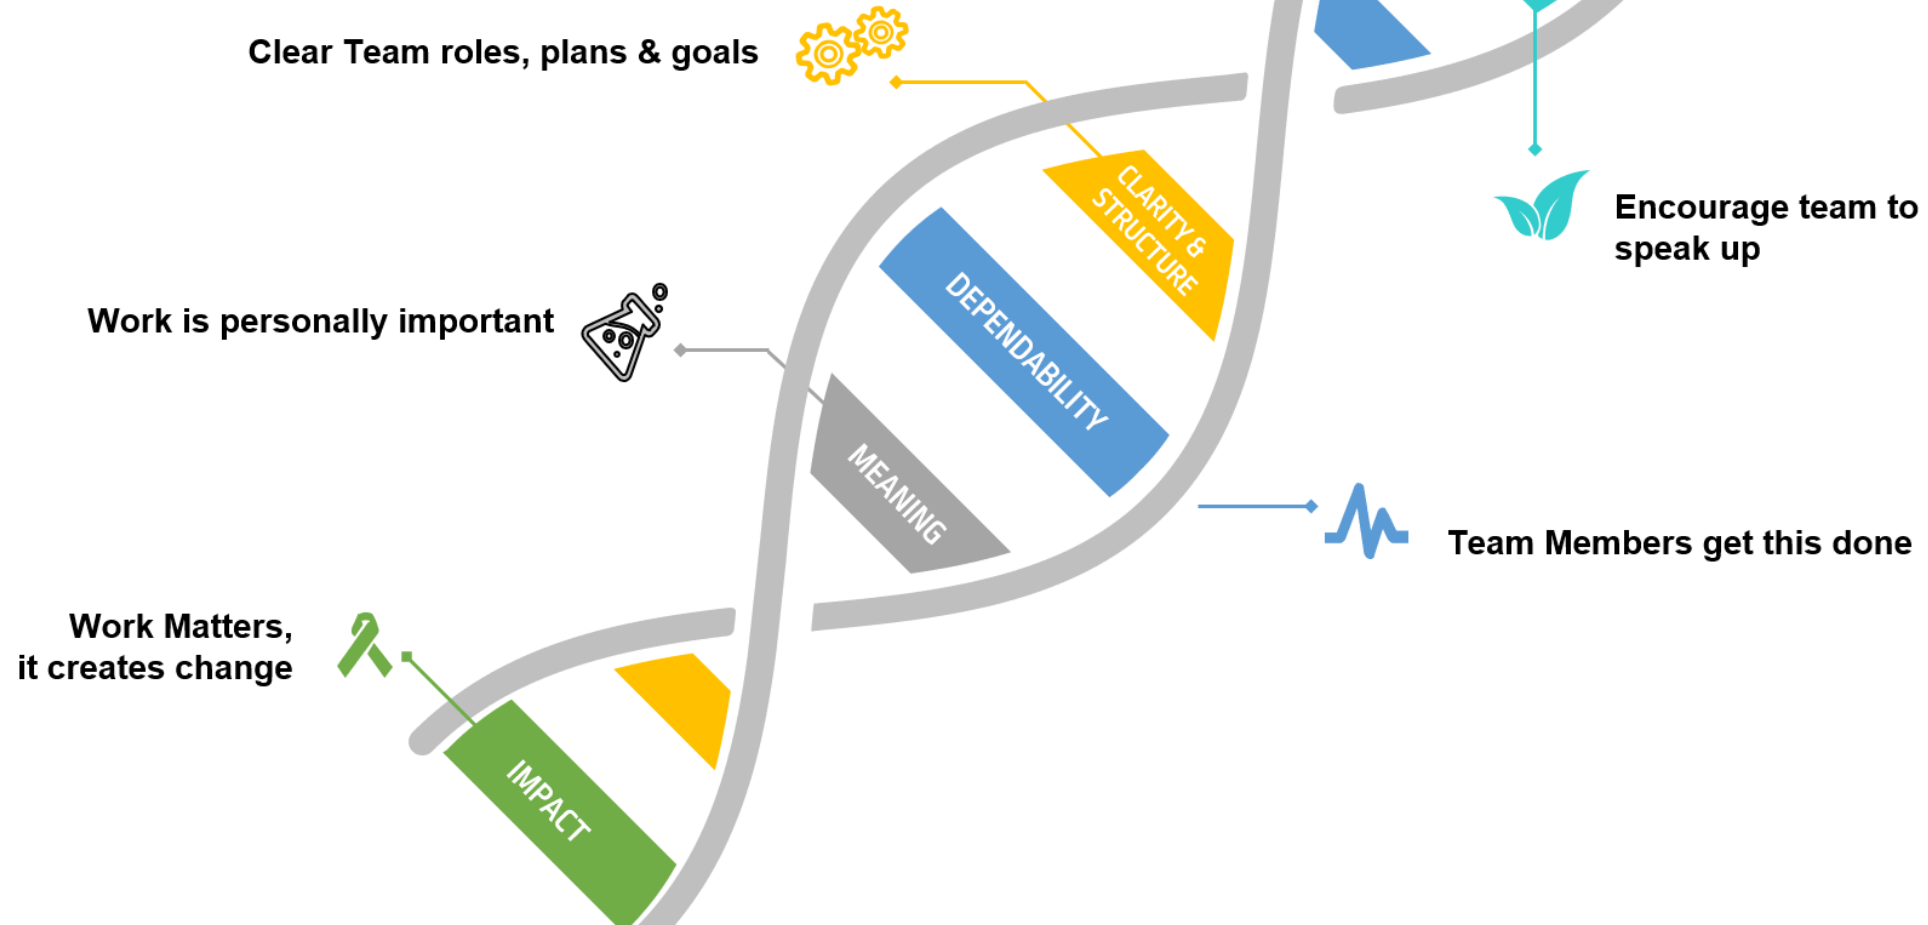 Clear Team roles, plans & goals
CLARITY &
STRUCTURE
Encourage team to
speak up
DEPENDABILITY
Work is personally important
MEANING
Team Members get this done
Work Matters,
it creates change
IMPACT